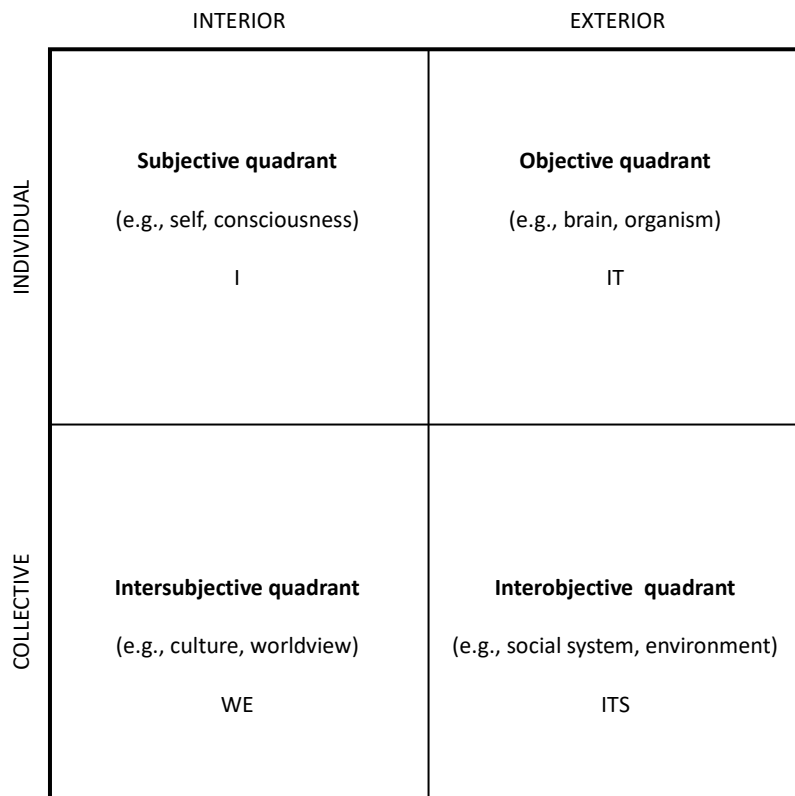 INTERIOR
EXTERIOR
INDIVIDUAL
Subjective quadrant
(e.g., self, consciousness)
I
Objective quadrant
(e.g., brain, organism)
IT
COLLECTIVE
Intersubjective quadrant
(e.g., culture, worldview)
WE
Interobjective quadrant
(e.g., social system, environment)
ITS